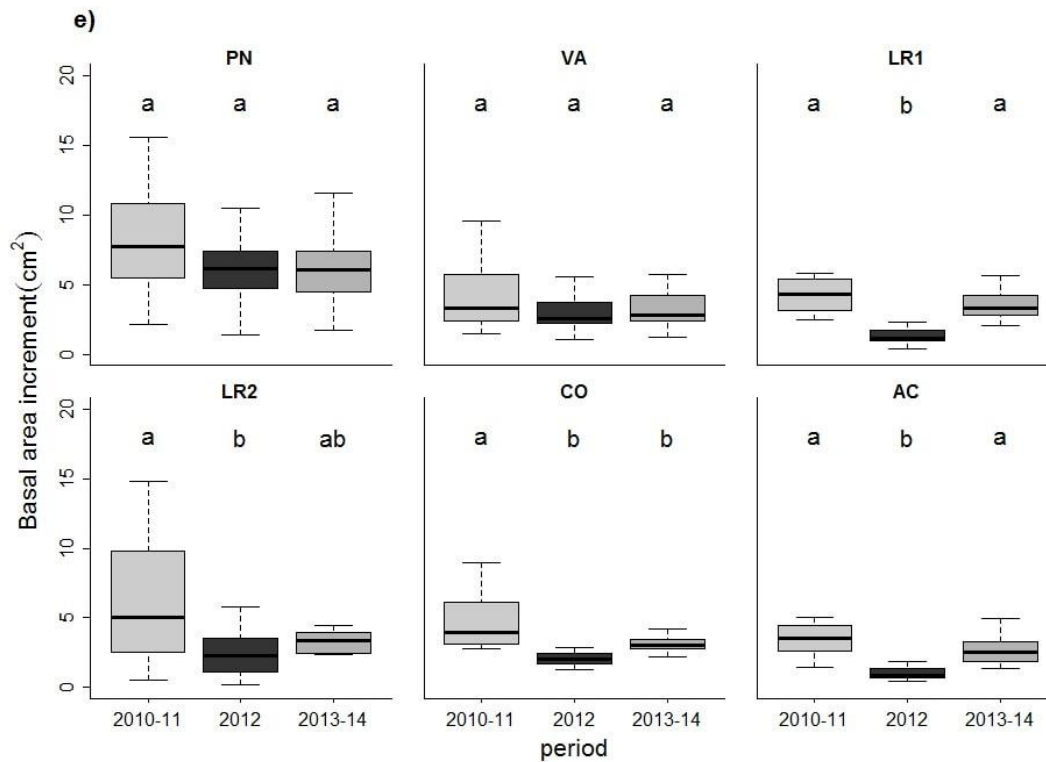 e)
PN VA LR1
20 a a a a a a a b a
15
10
5
0
LR2 CO AC
20 a b ab a b b a b a
15
10
5
0
Basal area increment(cm²)
2010-11 2012 2013-14 2010-11 2012 2013-14 2010-11 2012 2013-14
period